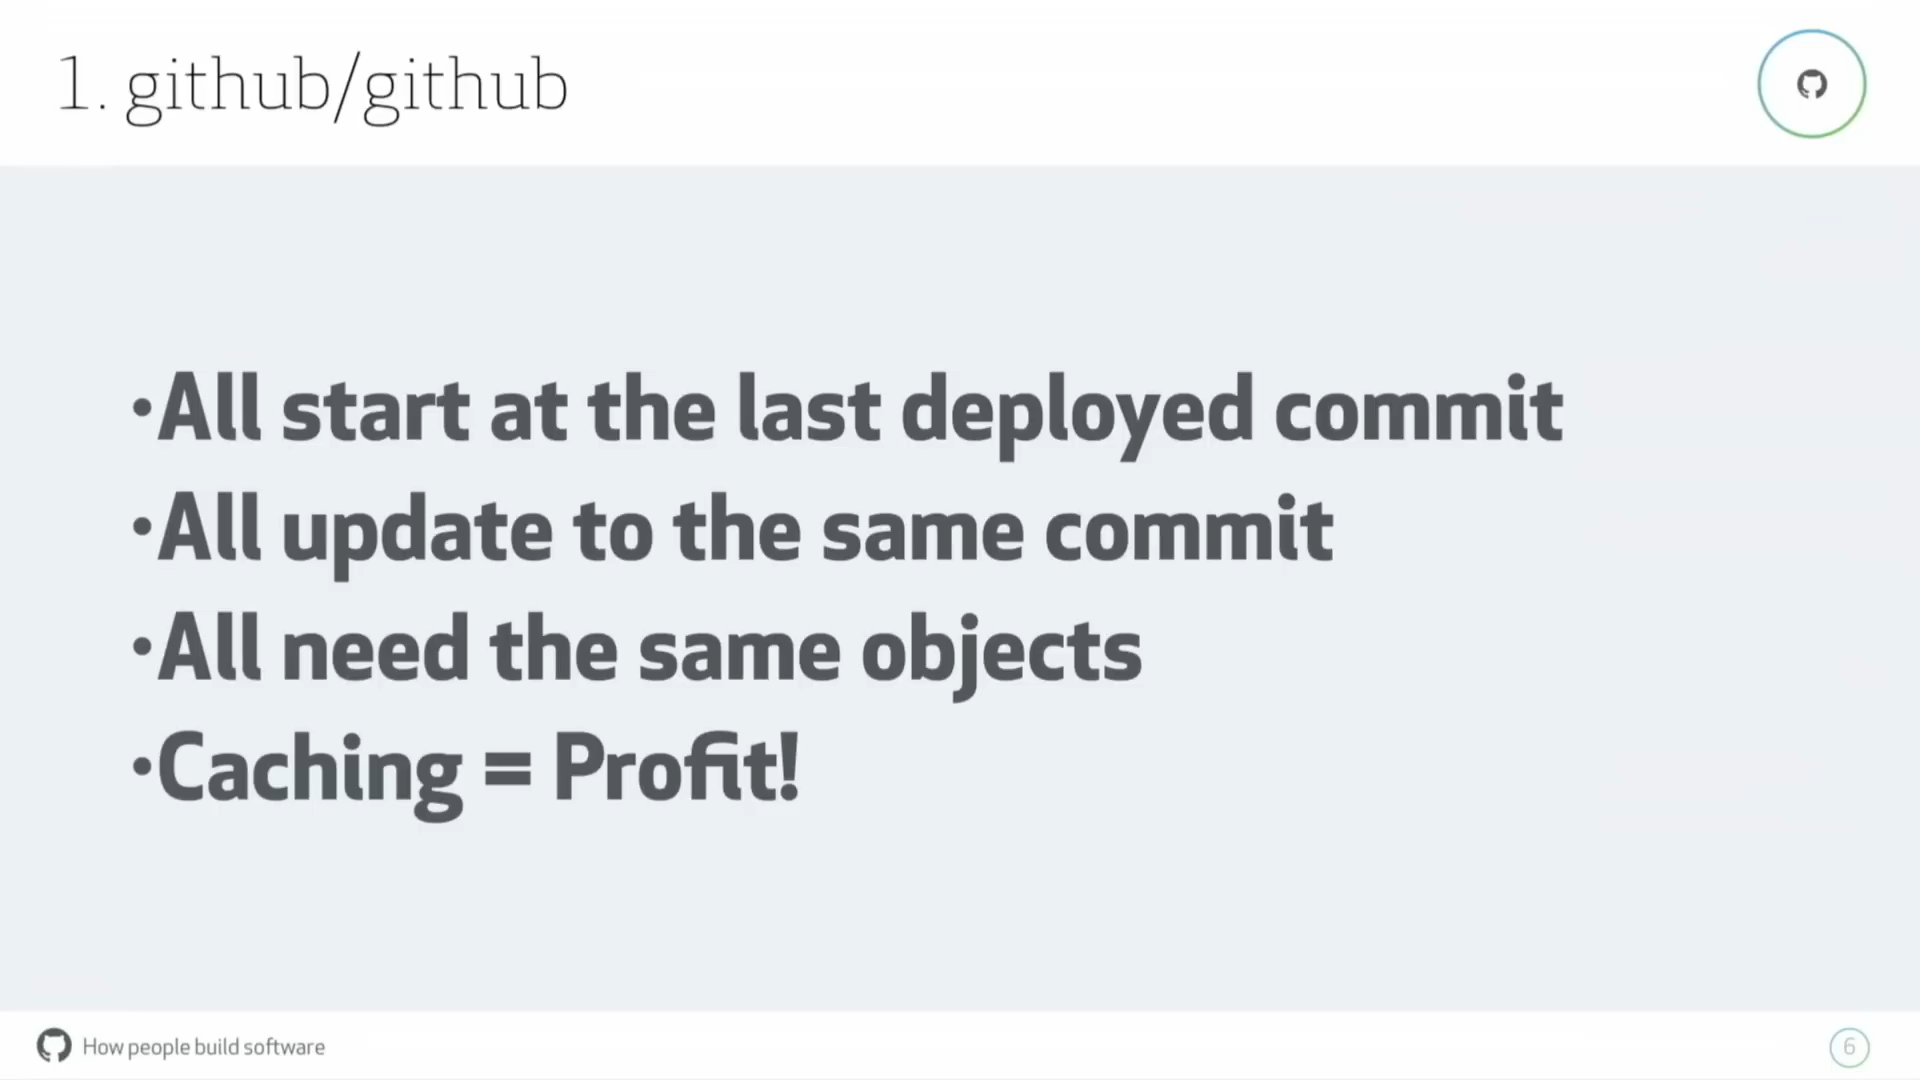 1. github/github
•All start at the last deployed commit
•All update to the same commit
•All need the same objects
•Caching = Profit!
How people build software
6